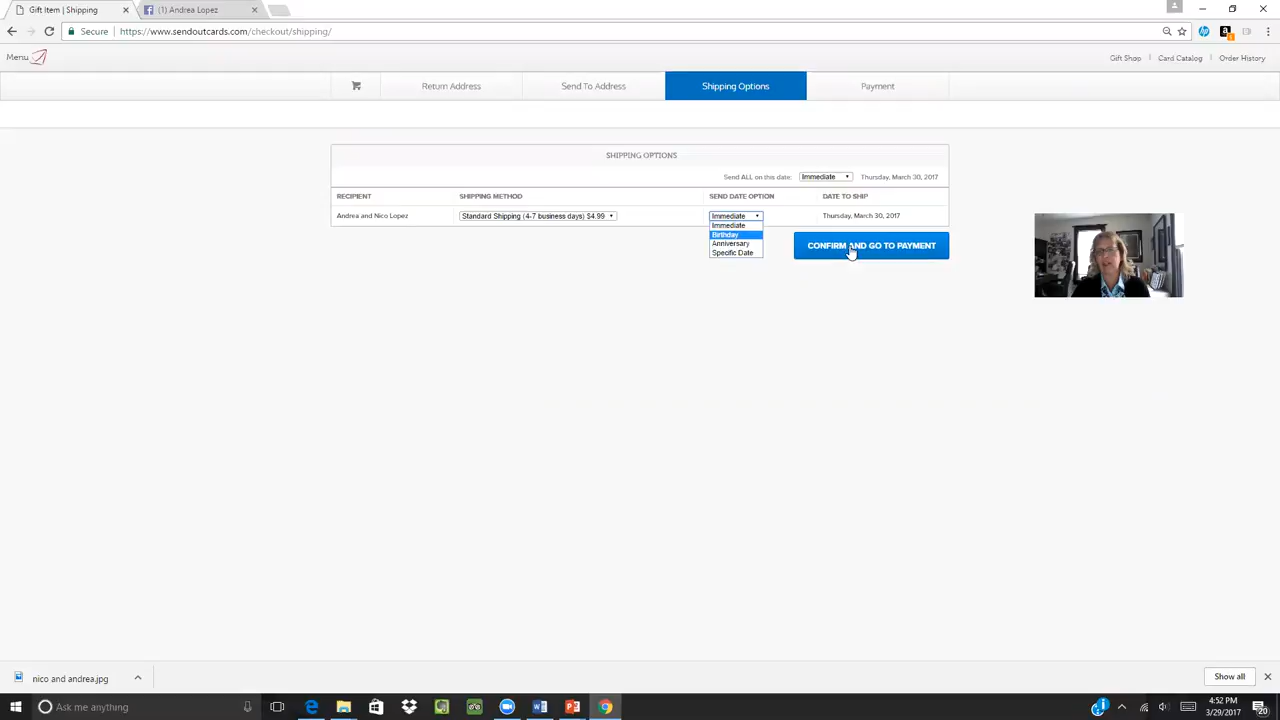 Gift Item | Shipping
(1) Andrea Lopez
Secure
https://www.sendoutcards.com/checkout/shipping/
Menu
Gift Shop
Card Catalog
Order History
Return Address
Send To Address
Shipping Options
Payment
SHIPPING OPTIONS
Send ALL on this date: Immediate Thursday, March 30, 2017
RECIPIENT SHIPPING METHOD SEND DATE OPTION DATE TO SHIP
Andrea and Nico Lopez Standard Shipping (4-7 business days) $4.99 Immediate Thursday, March 30, 2017
Immediate
Birthday
Anniversary
Specific Date
CONFIRM AND GO TO PAYMENT
nico and andrea.jpg
Show all
Ask me anything
4:52 PM
3/29/2017
20